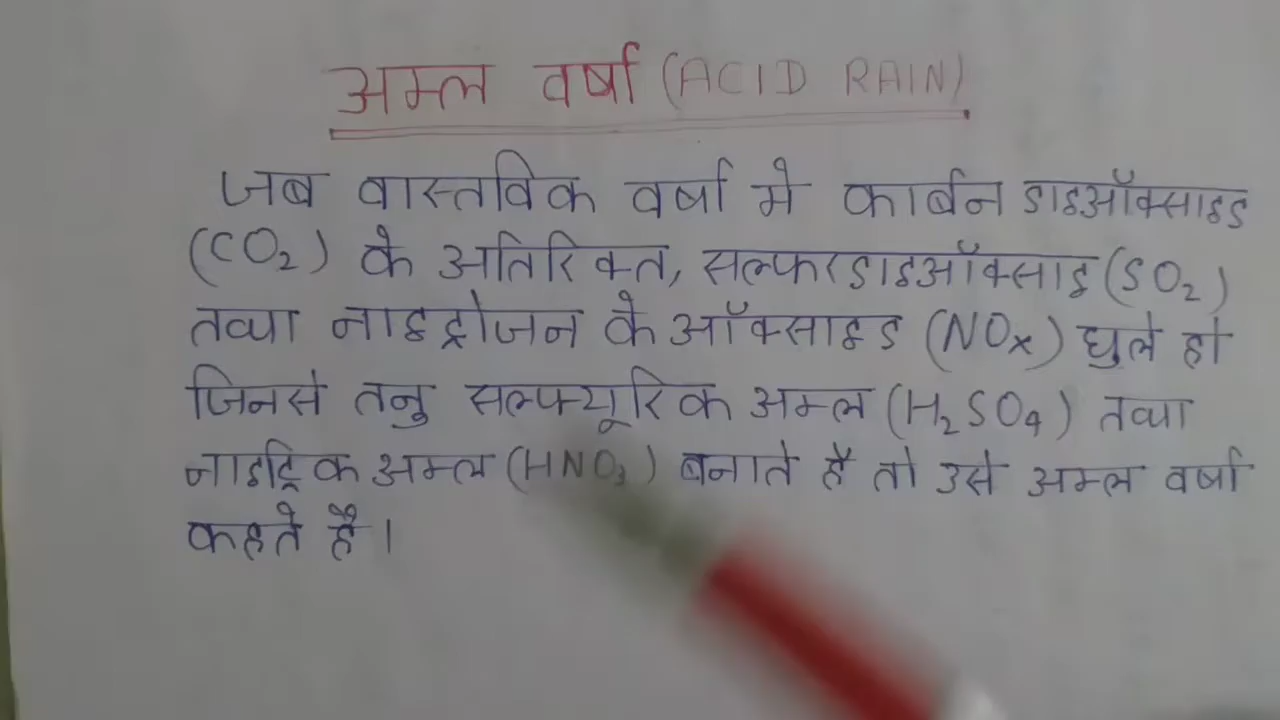 अम्ल वर्षा (ACID RAIN)
जब वास्तविक वर्षा मे कार्बन डाइऑक्साइड
(CO₂) के अतिरिक्त, सल्फरडाइऑक्साइ (SO₂)
तथा नाइट्रोजन के ऑक्साइड (NOx) घुले हो
जिनसे तनु सल्फ्यूरिक अम्ल (H₂SO₄) तथा
नाइट्रिक अम्ल (HNO₃) बनाते है तो उसे अम्ल वर्षा
कहते है।